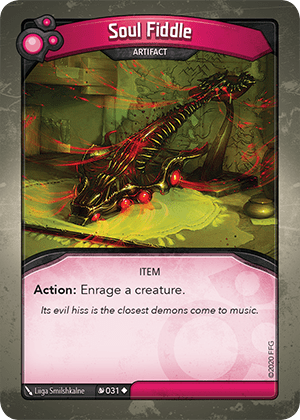 Soul Fiddle
ARTIFACT
ITEM
Action: Enrage a creature.
Its evil hiss is the closest demons come to music.
Liiga Smilshkalne
031
©2020 FFG